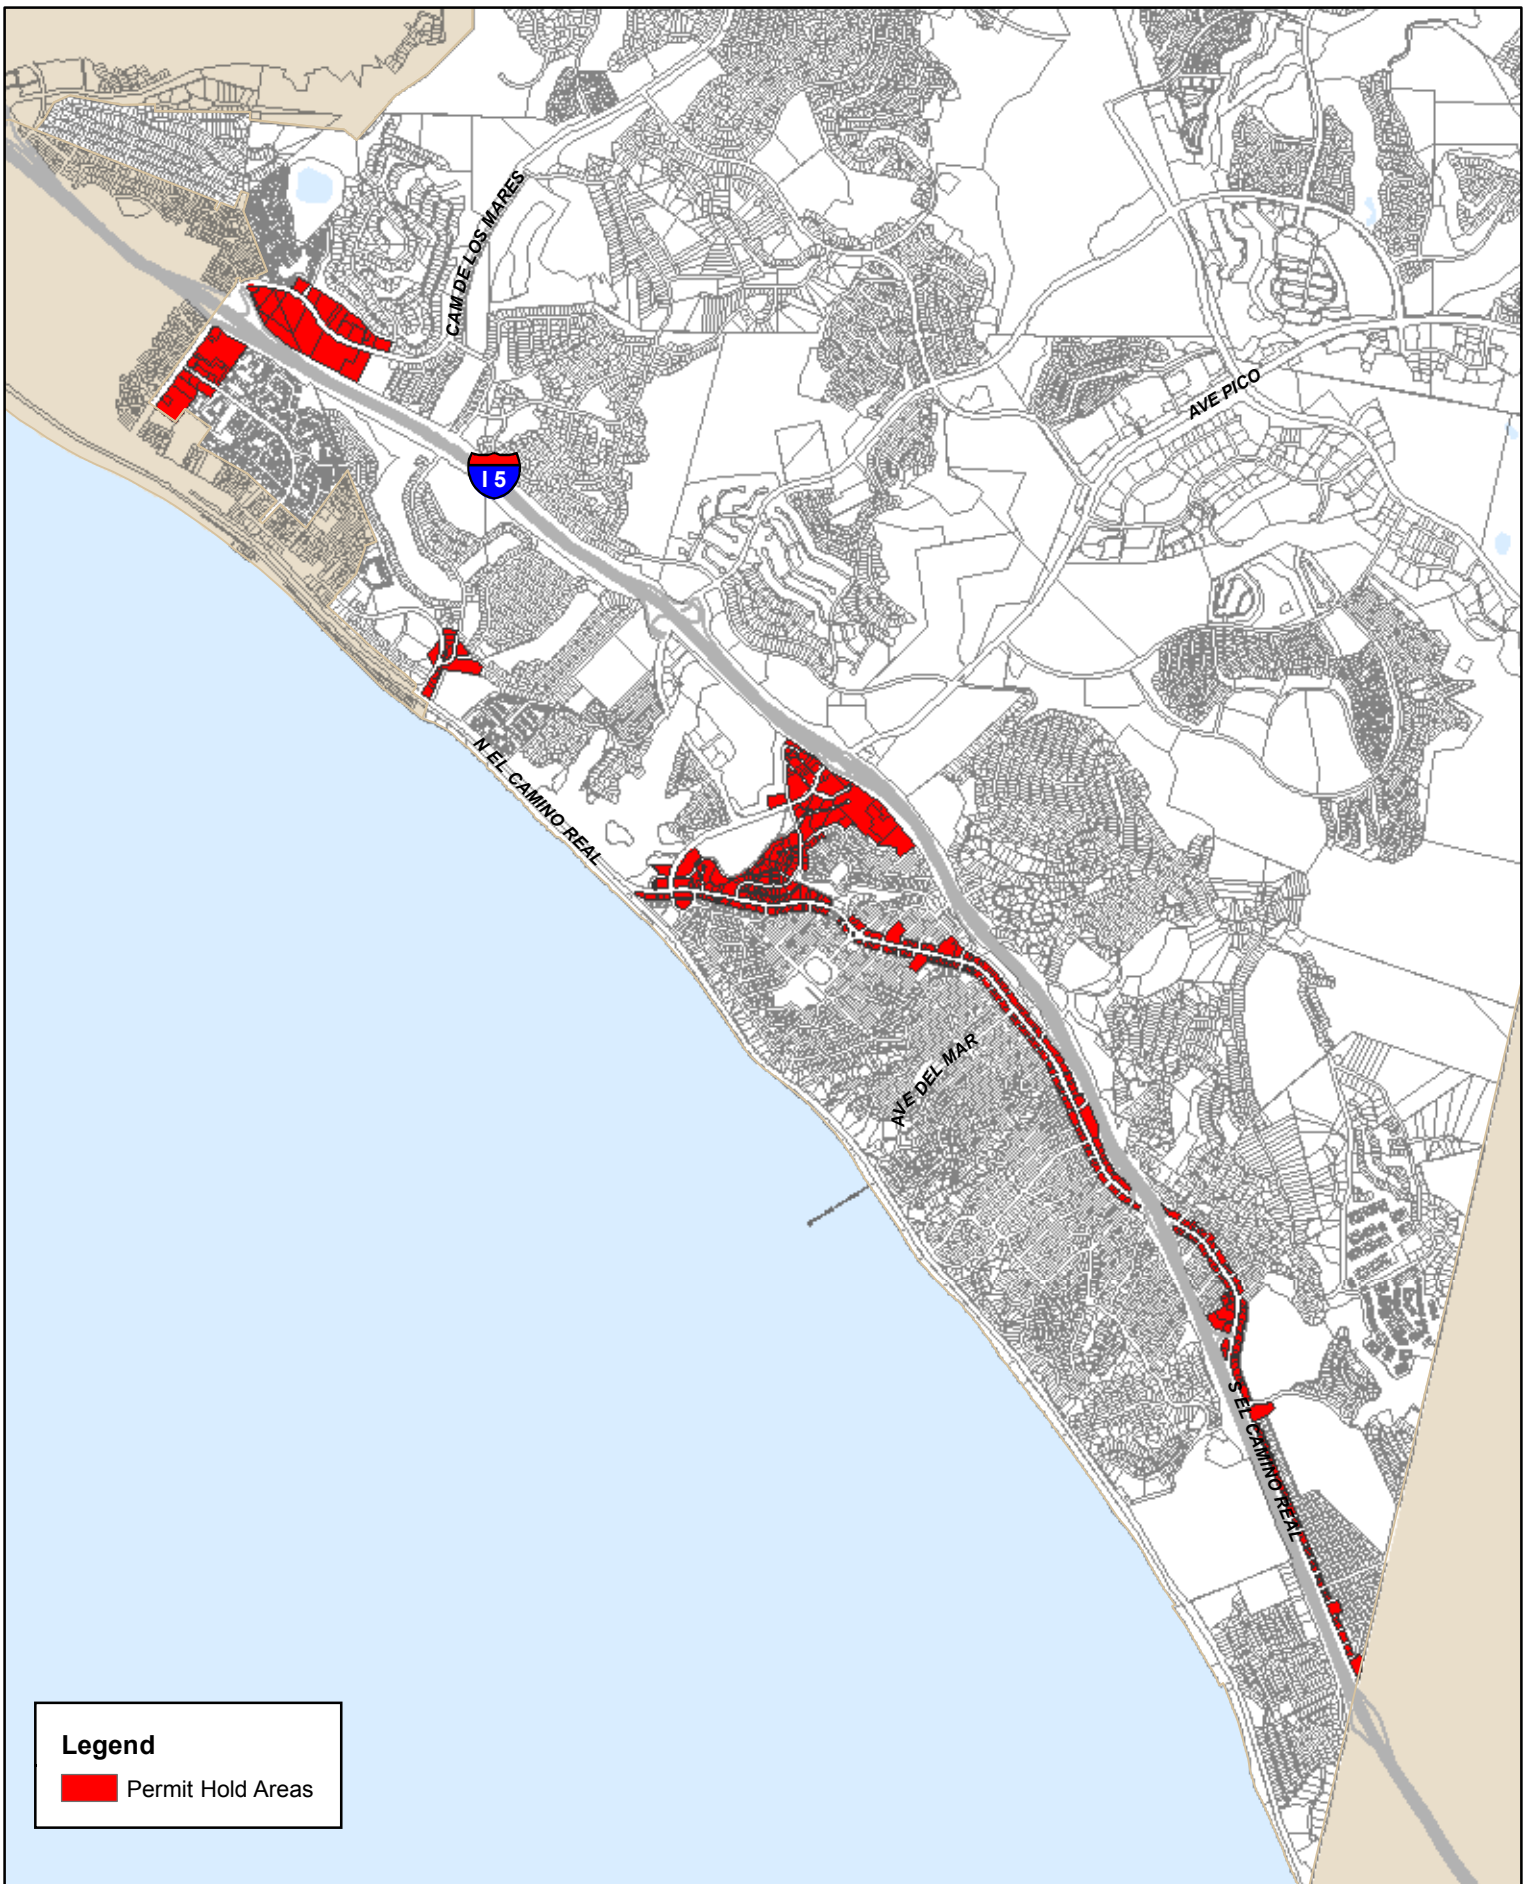 CAM DE LOS MARES
AVE PICO
I 5
N EL CAMINO REAL
AVE DEL MAR
S EL CAMINO REAL
Legend
Permit Hold Areas